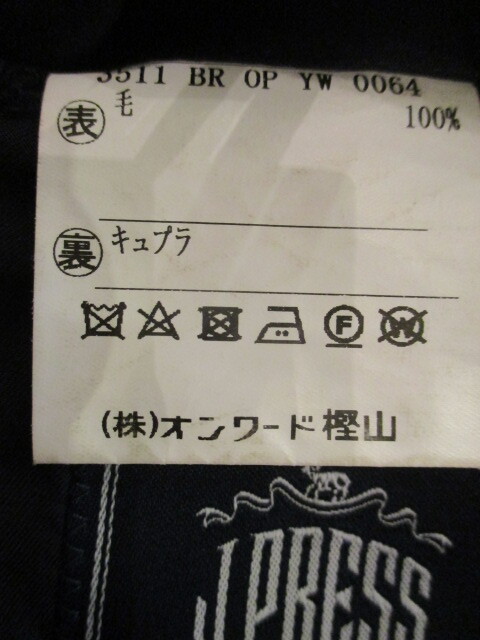 3511 BR OP YW 0064
表 毛 100%
裏 キュプラ
F W
(株)オンワード樫山
J.PRESS